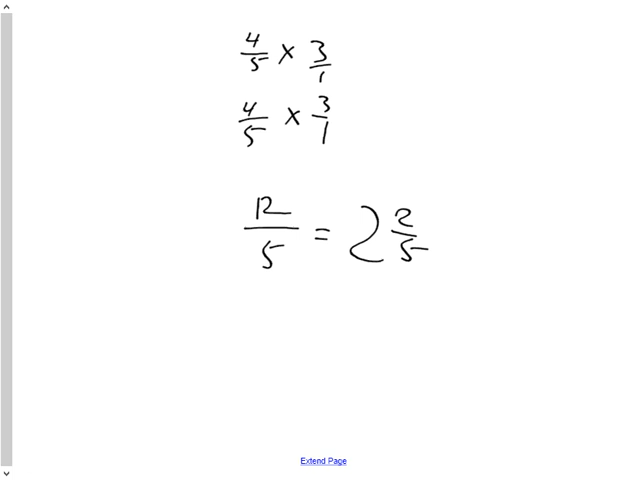 4/5 × 3/1
4/5 × 3/1
12/5 = 2 2/5
Extend Page